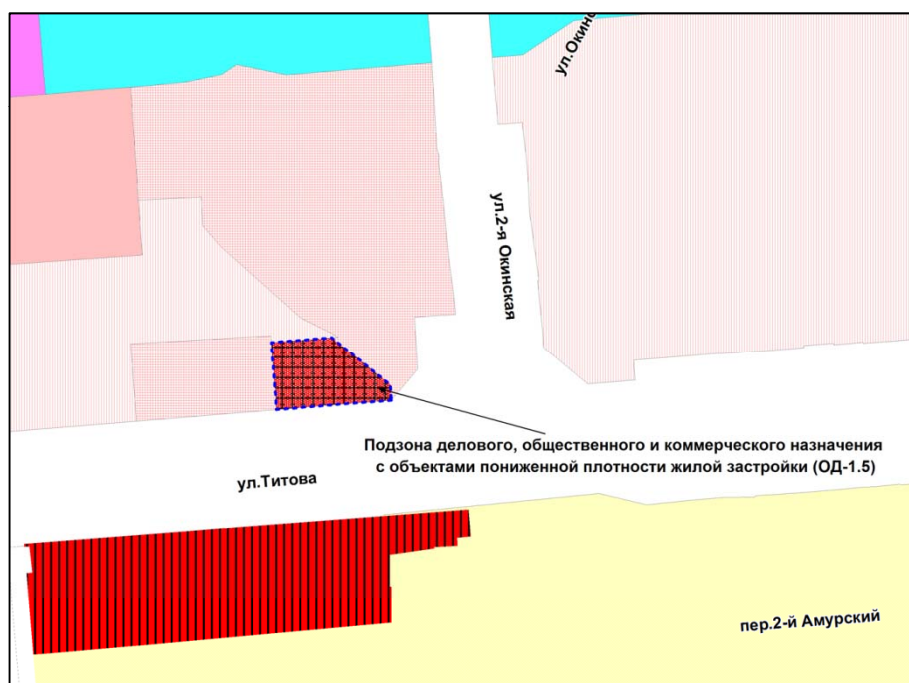 ул.Окинс
ул.2-я Окинская
Подзона делового, общественного и коммерческого назначения
с объектами пониженной плотности жилой застройки (ОД-1.5)
ул.Титова
пер.2-й Амурский